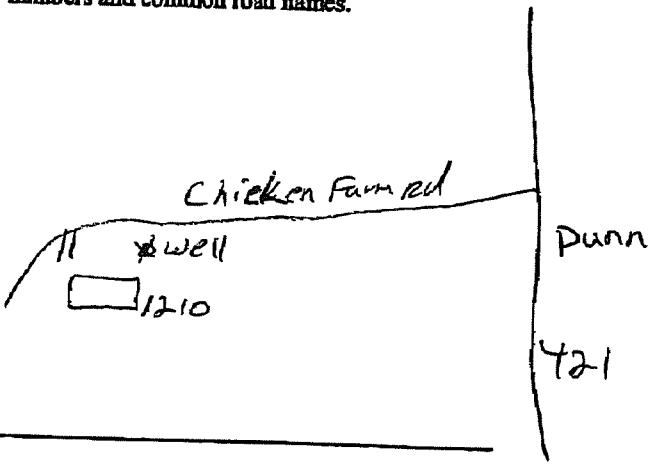 numbers and common road names.
Chicken Farm Rd
well
Dunn
1210
421